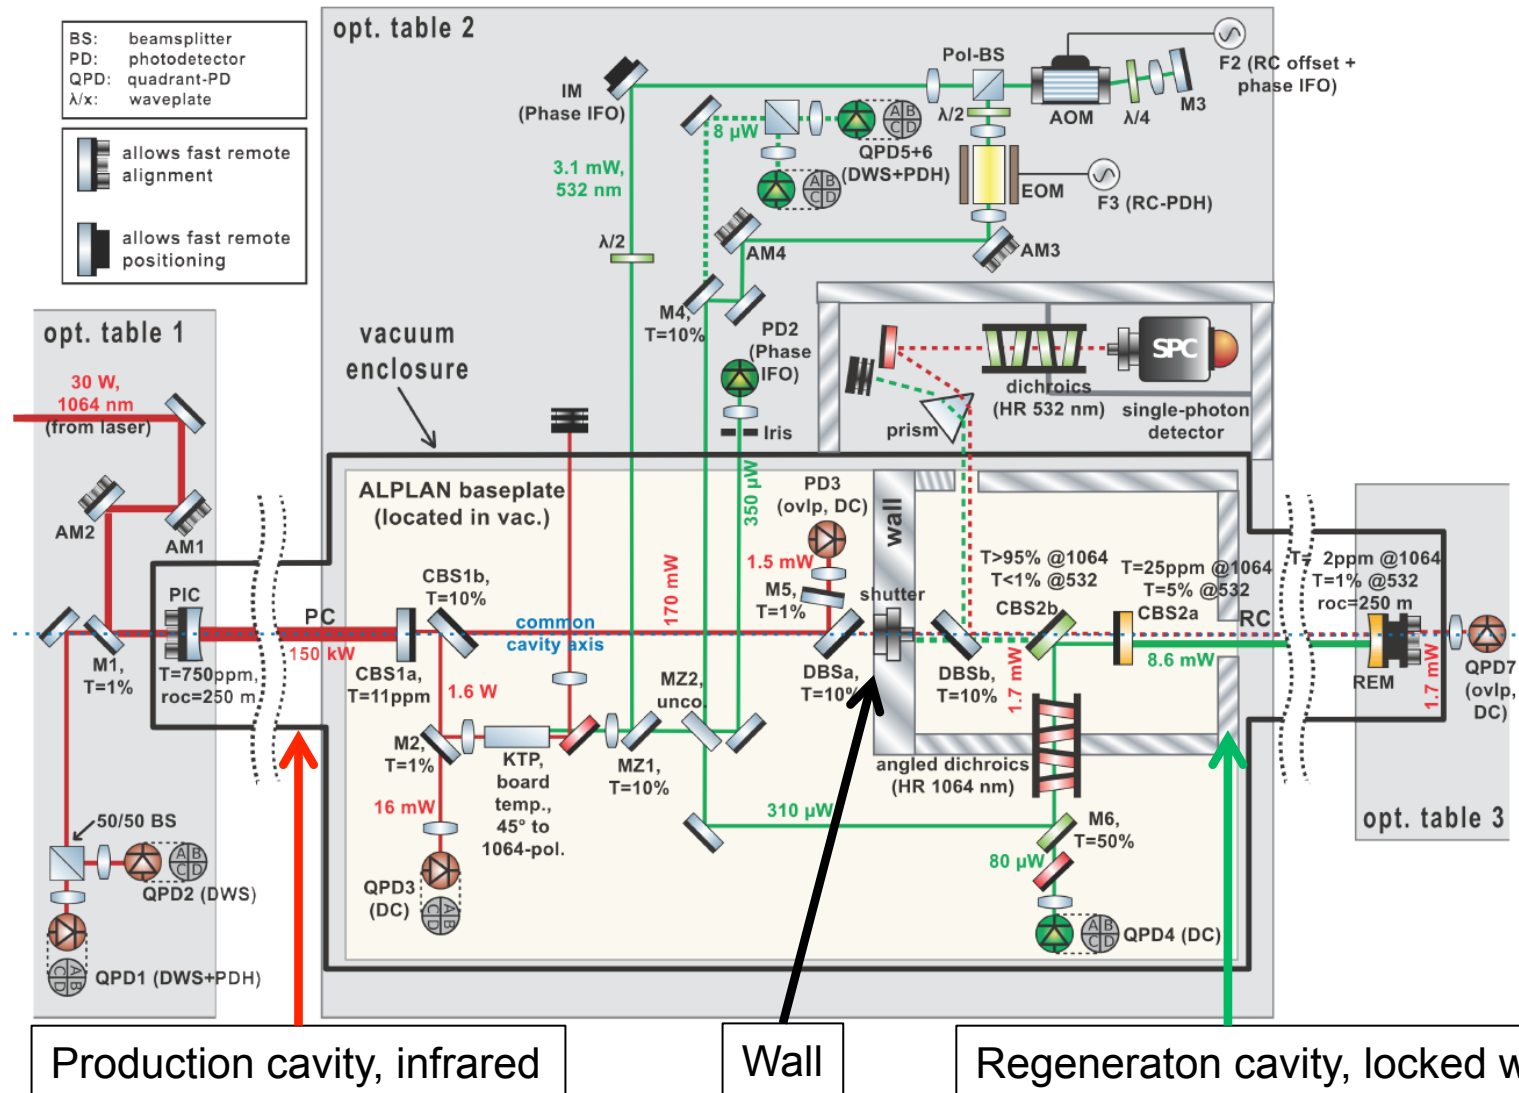 opt. table 2
BS: beamsplitter
PD: photodetector
QPD: quadrant-PD
λ/x: waveplate
allows fast remote
alignment
allows fast remote
positioning
IM
(Phase IFO)
Pol-BS
F2 (RC offset +
phase IFO)
λ/2
AOM
λ/4
M3
8 µW
A B
C D
QPD5+6
(DWS+PDH)
A B
C D
3.1 mW,
532 nm
EOM
F3 (RC-PDH)
λ/2
AM4
AM3
M4,
T=10%
PD2
(Phase
IFO)
Iris
opt. table 1
30 W,
1064 nm
(from laser)
vacuum
enclosure
SPC
dichroics
(HR 532 nm)
single-photon
detector
prism
AM2
AM1
ALPLAN baseplate
(located in vac.)
350 µW
170 mW
PD3
(ovlp, DC)
1.5 mW
M5,
T=1%
wall
shutter
T>95% @1064
T<1% @532
CBS2b
T=25ppm @1064
T=5% @532
CBS2a
T= 2ppm @1064
T=1% @532
roc=250 m
PIC
PC
CBS1b,
T=10%
common
cavity axis
RC
M1,
T=1%
T=750ppm,
roc=250 m
150 kW
CBS1a,
T=11ppm
1.6 W
MZ2,
unco.
DBSa,
T=10%
DBSb,
T=10%
1.7 mW
8.6 mW
REM
1.7 mW
QPD7
(ovlp,
DC)
M2,
T=1%
KTP,
board
temp.,
45° to
1064-pol.
MZ1,
T=10%
angled dichroics
(HR 1064 nm)
16 mW
310 µW
M6,
T=50%
80 µW
opt. table 3
50/50 BS
A B
C D
QPD2 (DWS)
QPD3
(DC)
A B
C D
A B
C D
QPD4 (DC)
QPD1 (DWS+PDH)
A B
C D
Production cavity, infrared
Wall
Regeneraton cavity, locked w